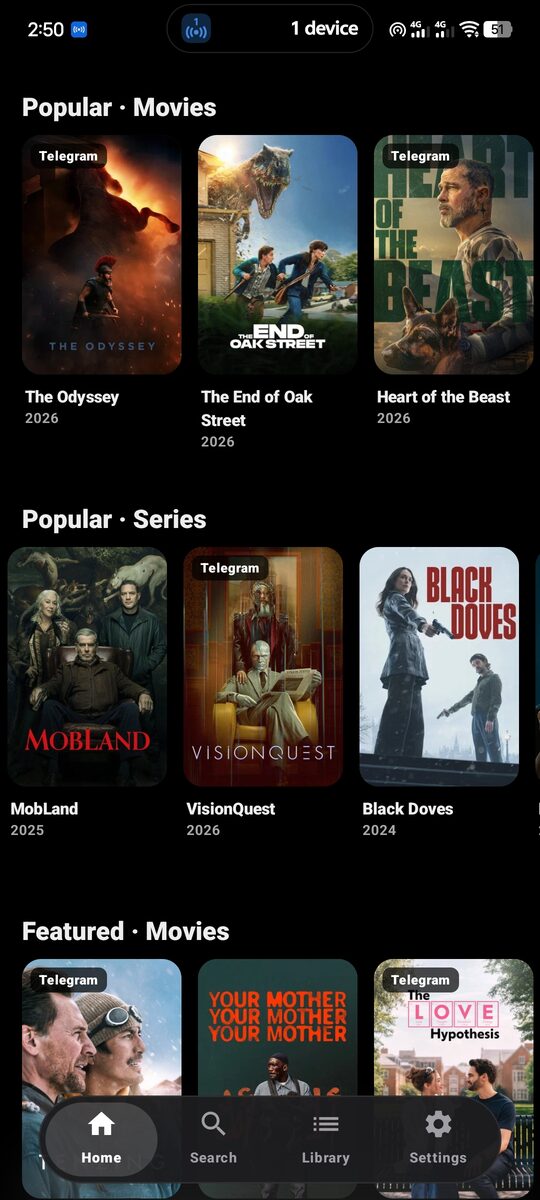 2:50
1
1 device
4G
4G
51
Popular · Movies
Telegram
THE ODYSSEY
THE END OF
OAK STREET
Telegram
HEART
OF
THE
BEAST
The Odyssey
2026
The End of Oak
Street
2026
Heart of the Beast
2026
Popular · Series
MOBLAND
Telegram
VISIONQUEST
BLACK
DOVES
MobLand
2025
VisionQuest
2026
Black Doves
2024
Featured · Movies
Telegram
YOUR MOTHER
YOUR MOTHER
YOUR MOTHER
Telegram
The
LOVE
Hypothesis
Home
Search
Library
Settings